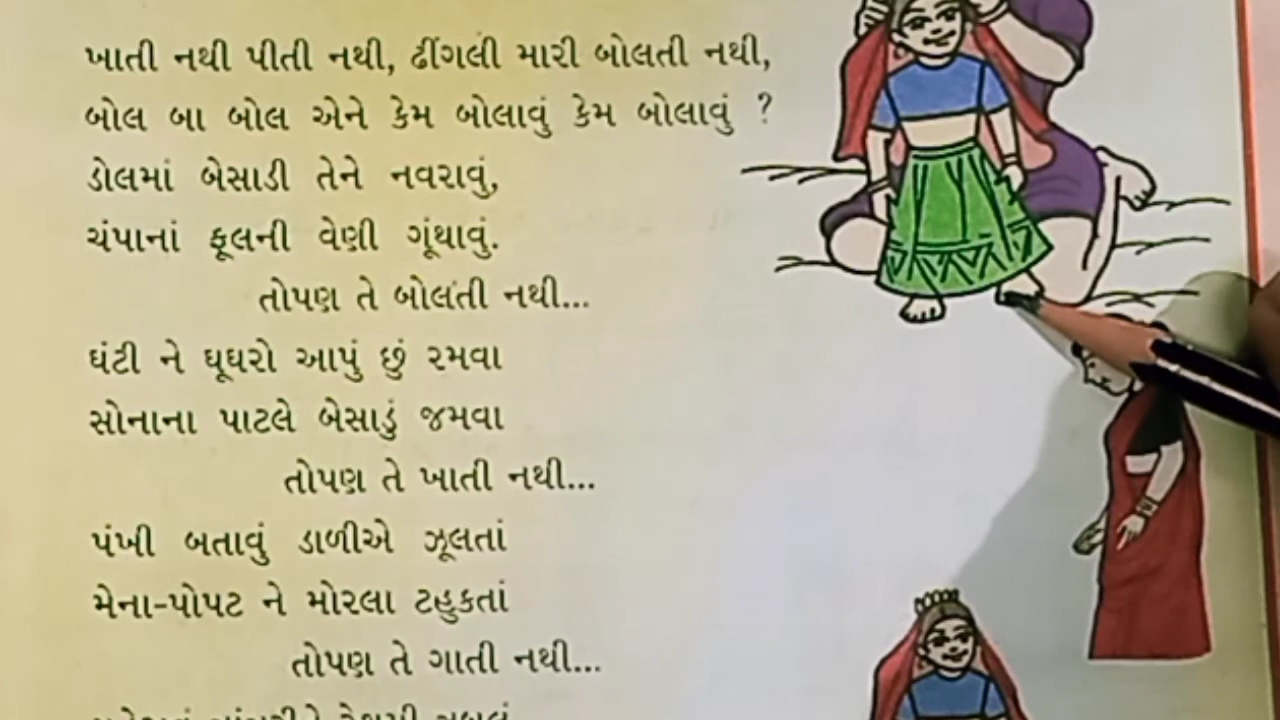 ખાતી નથી પીતી નથી, ઢીંગલી મારી બોલતી નથી,
બોલ બા બોલ એને કેમ બોલાવું કેમ બોલાવું ?
ડોલમાં બેસાડી તેને નવરાવું,
ચંપાનાં ફૂલની વેણી ગૂંથાવું.
તોપણ તે બોલતી નથી...
ઘંટી ને ઘૂઘરો આપું છું રમવા
સોનાના પાટલે બેસાડું જમવા
તોપણ તે ખાતી નથી...
પંખી બતાવું ડાળીએ ઝૂલતાં
મેના-પોપટ ને મોરલા ટહુકતાં
તોપણ તે ગાતી નથી...